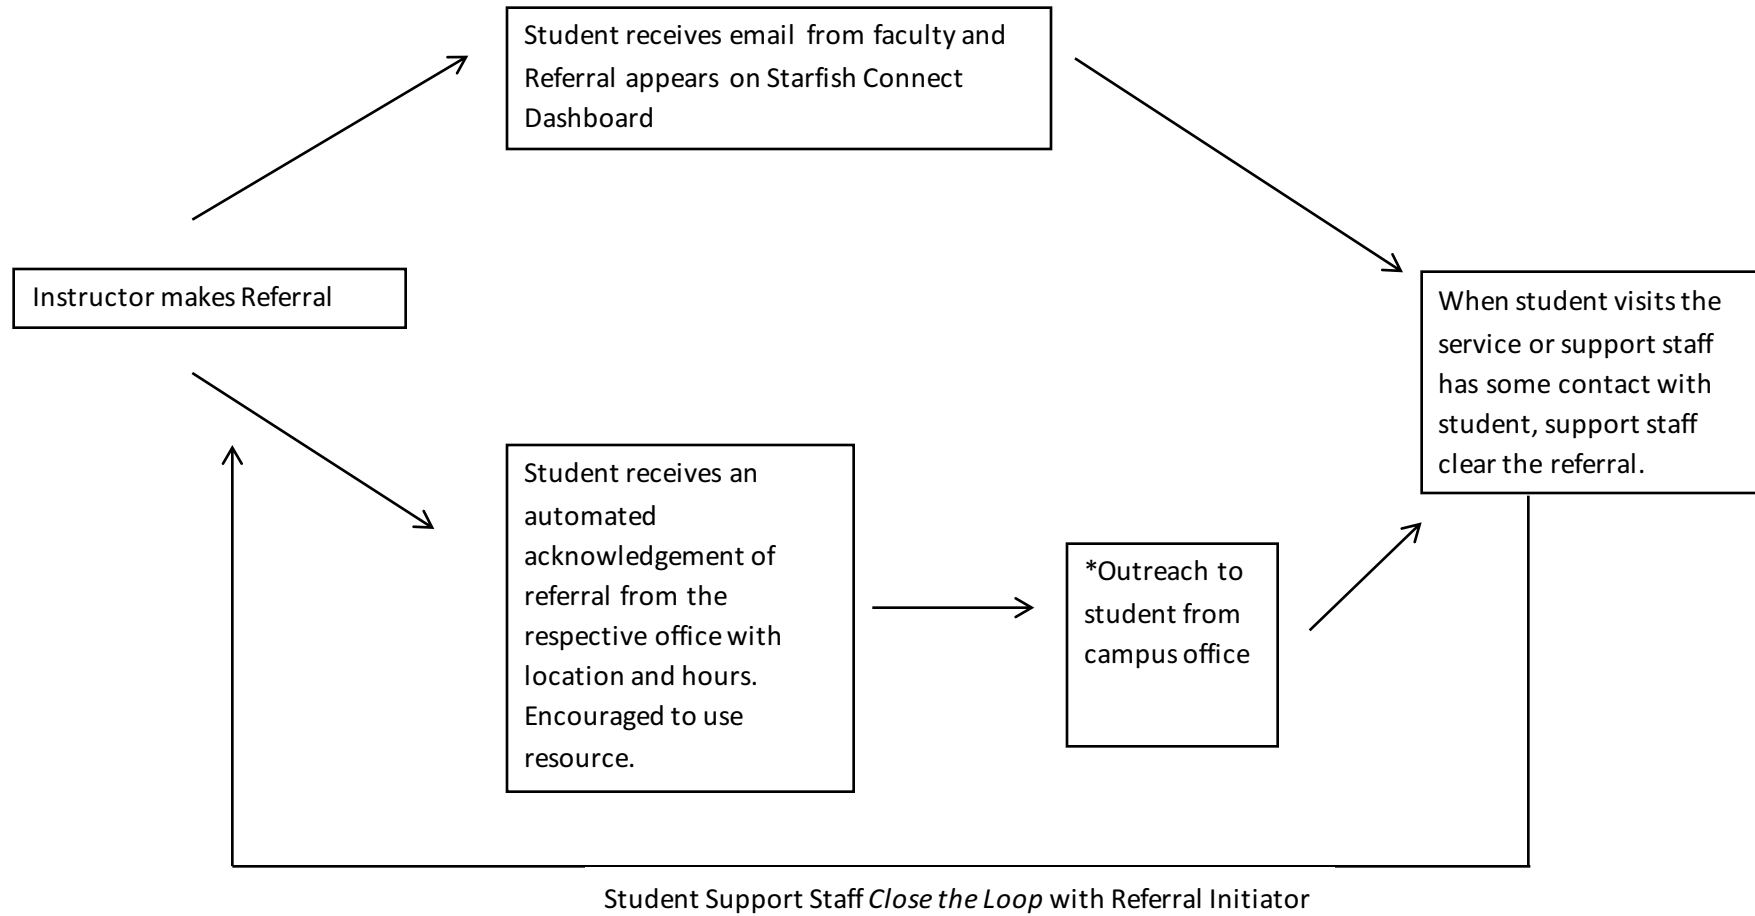 Student receives email from faculty and
Referral appears on Starfish Connect
Dashboard
Instructor makes Referral
When student visits the
service or support staff
has some contact with
student, support staff
clear the referral.
Student receives an
automated
acknowledgement of
referral from the
respective office with
location and hours.
Encouraged to use
resource.
*Outreach to
student from
campus office
Student Support Staff Close the Loop with Referral Initiator